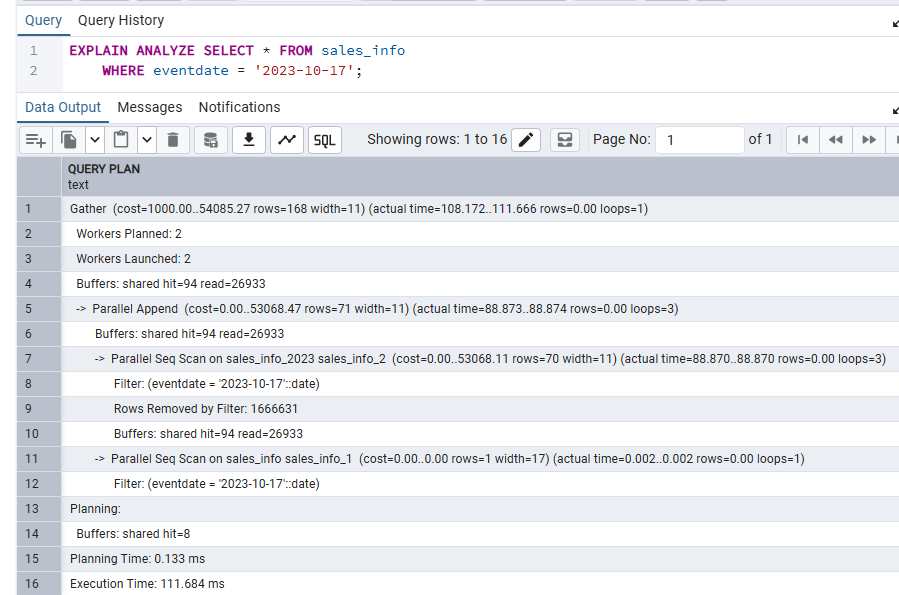 Query Query History
1 EXPLAIN ANALYZE SELECT * FROM sales_info
2 WHERE eventdate = '2023-10-17';
Data Output Messages Notifications
SQL Showing rows: 1 to 16 Page No: 1 of 1
QUERY PLAN
text
1 Gather (cost=1000.00..54085.27 rows=168 width=11) (actual time=108.172..111.666 rows=0.00 loops=1)
2 Workers Planned: 2
3 Workers Launched: 2
4 Buffers: shared hit=94 read=26933
5 -> Parallel Append (cost=0.00..53068.47 rows=71 width=11) (actual time=88.873..88.874 rows=0.00 loops=3)
6 Buffers: shared hit=94 read=26933
7 -> Parallel Seq Scan on sales_info_2023 sales_info_2 (cost=0.00..53068.11 rows=70 width=11) (actual time=88.870..88.870 rows=0.00 loops=3)
8 Filter: (eventdate = '2023-10-17'::date)
9 Rows Removed by Filter: 1666631
10 Buffers: shared hit=94 read=26933
11 -> Parallel Seq Scan on sales_info sales_info_1 (cost=0.00..0.00 rows=1 width=17) (actual time=0.002..0.002 rows=0.00 loops=1)
12 Filter: (eventdate = '2023-10-17'::date)
13 Planning:
14 Buffers: shared hit=8
15 Planning Time: 0.133 ms
16 Execution Time: 111.684 ms